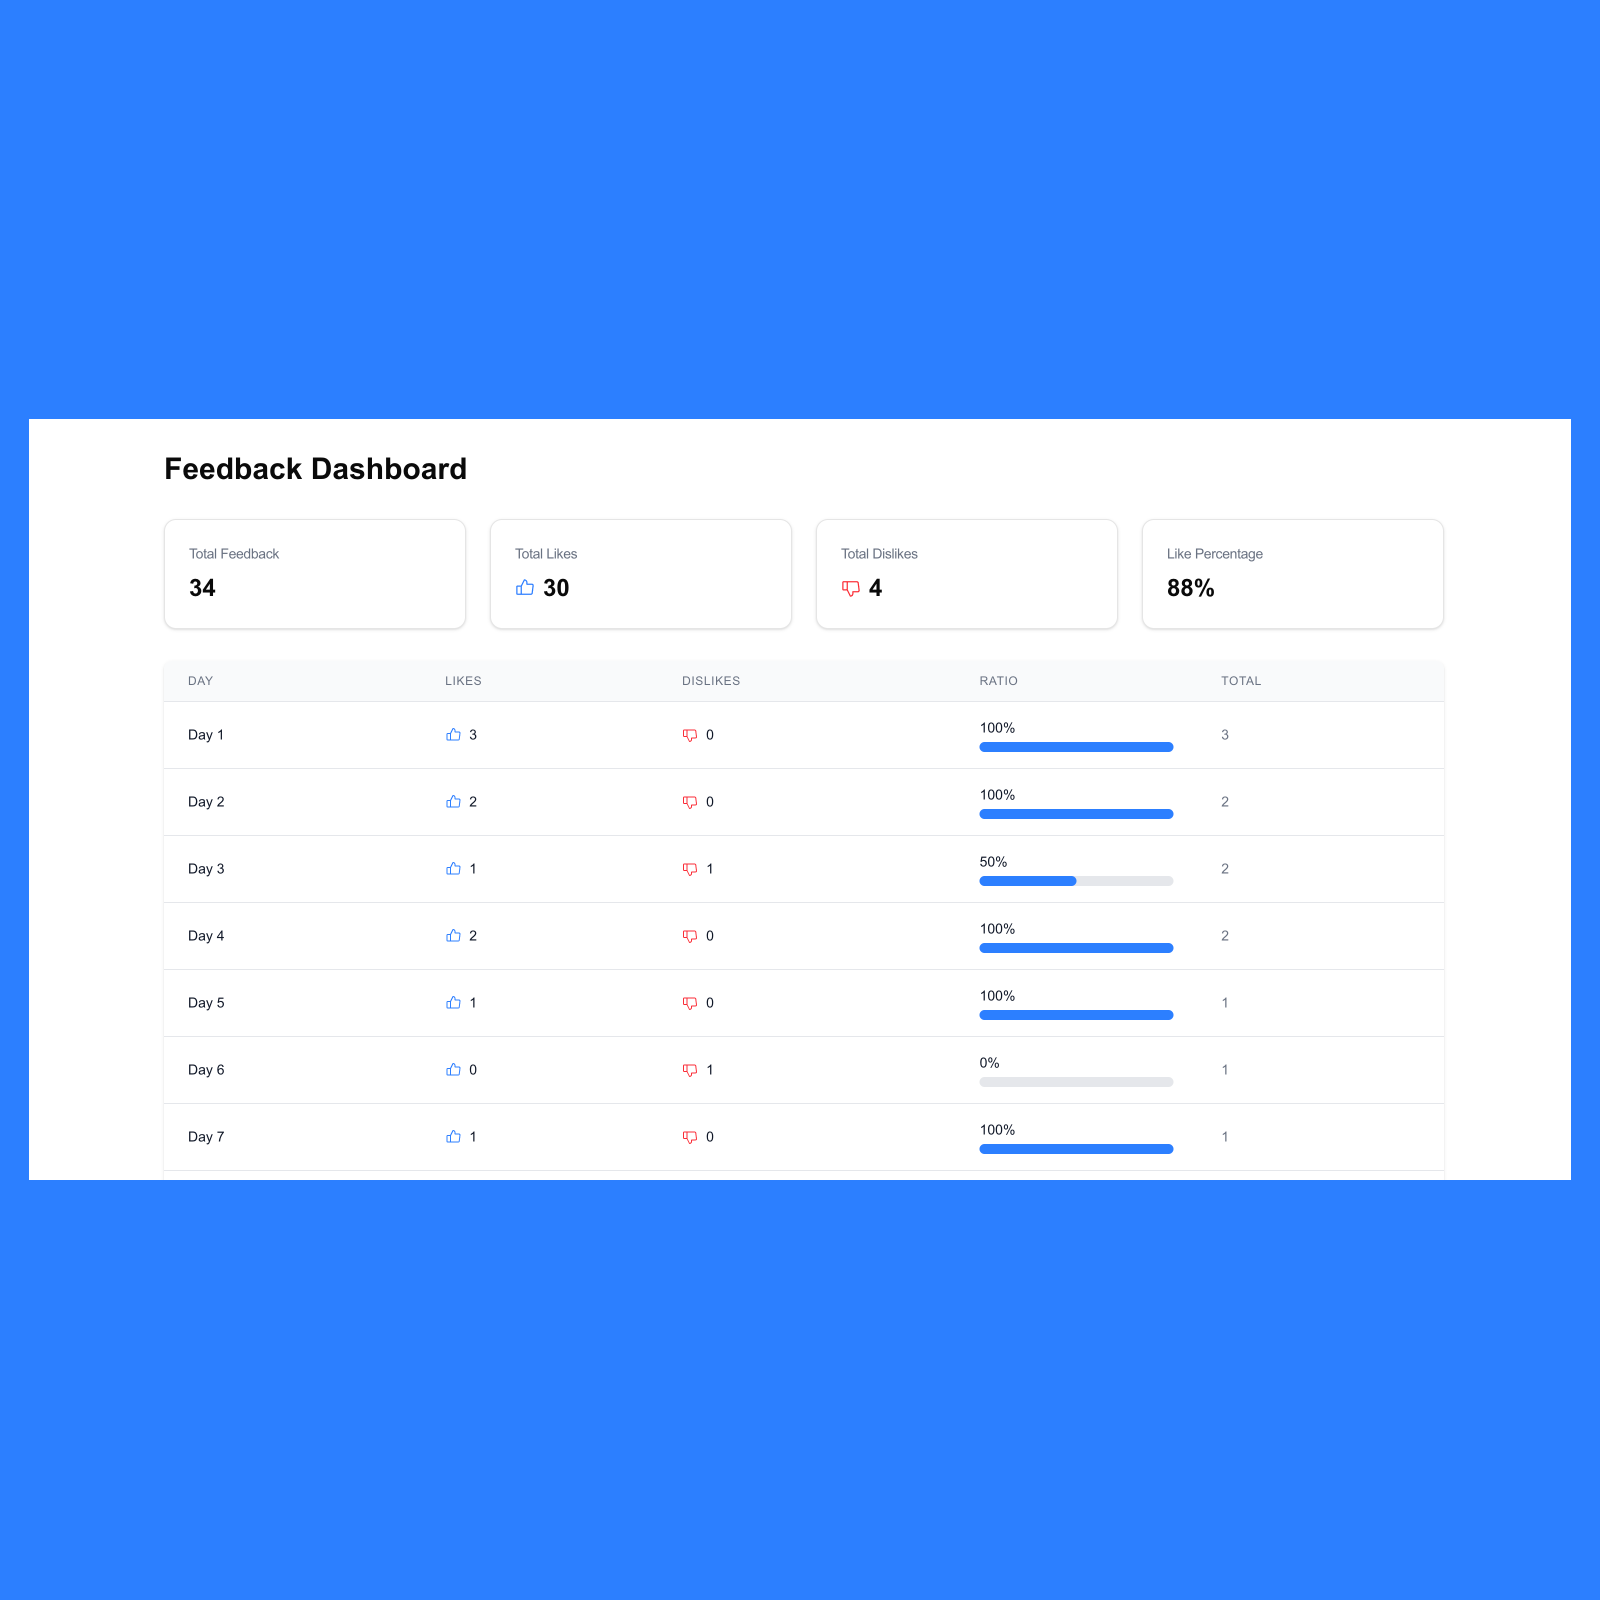 Feedback Dashboard
Total Feedback
34
Total Likes
30
Total Dislikes
4
Like Percentage
88%
DAY LIKES DISLIKES RATIO TOTAL
Day 1 3 0 100% 3
Day 2 2 0 100% 2
Day 3 1 1 50% 2
Day 4 2 0 100% 2
Day 5 1 0 100% 1
Day 6 0 1 0% 1
Day 7 1 0 100% 1